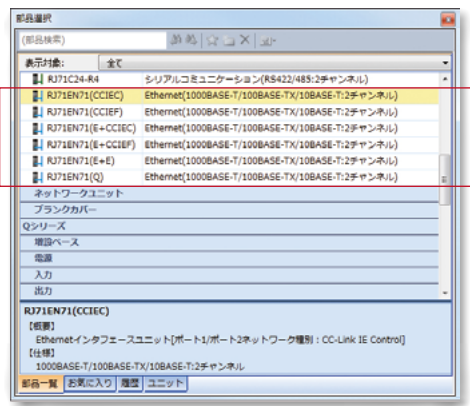 部品選択
(部品検索)
表示対象: 全て
RJ71C24-R4 シリアルコミュニケーション(RS422/485:2チャンネル)
RJ71EN71(CCIEC) Ethernet(1000BASE-T/100BASE-TX/10BASE-T:2チャンネル)
RJ71EN71(CCIEF) Ethernet(1000BASE-T/100BASE-TX/10BASE-T:2チャンネル)
RJ71EN71(E+CCIEC) Ethernet(1000BASE-T/100BASE-TX/10BASE-T:2チャンネル)
RJ71EN71(E+CCIEF) Ethernet(1000BASE-T/100BASE-TX/10BASE-T:2チャンネル)
RJ71EN71(E+E) Ethernet(1000BASE-T/100BASE-TX/10BASE-T:2チャンネル)
RJ71EN71(Q) Ethernet(1000BASE-T/100BASE-TX/10BASE-T:2チャンネル)
ネットワークユニット
ブランクカバー
Qシリーズ
増設ベース
電源
入力
出力
RJ71EN71(CCIEC)
【概要】
Ethernetインタフェースユニット[ポート1/ポート2ネットワーク種別:CC-Link IE Control]
【仕様】
1000BASE-T/100BASE-TX/10BASE-T:2チャンネル
部品一覧 お気に入り 履歴 ユニット